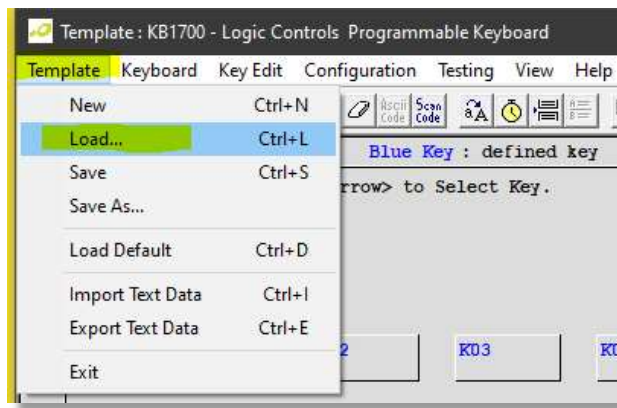 Template : KB1700 - Logic Controls Programmable Keyboard
Template Keyboard Key Edit Configuration Testing View Help
New Ctrl+N
Ascii Code Scan Code
Load... Ctrl+L
Blue Key : defined key
Save Ctrl+S
rrow> to Select Key.
Save As...
Load Default Ctrl+D
Import Text Data Ctrl+I
Export Text Data Ctrl+E
2 K03
Exit